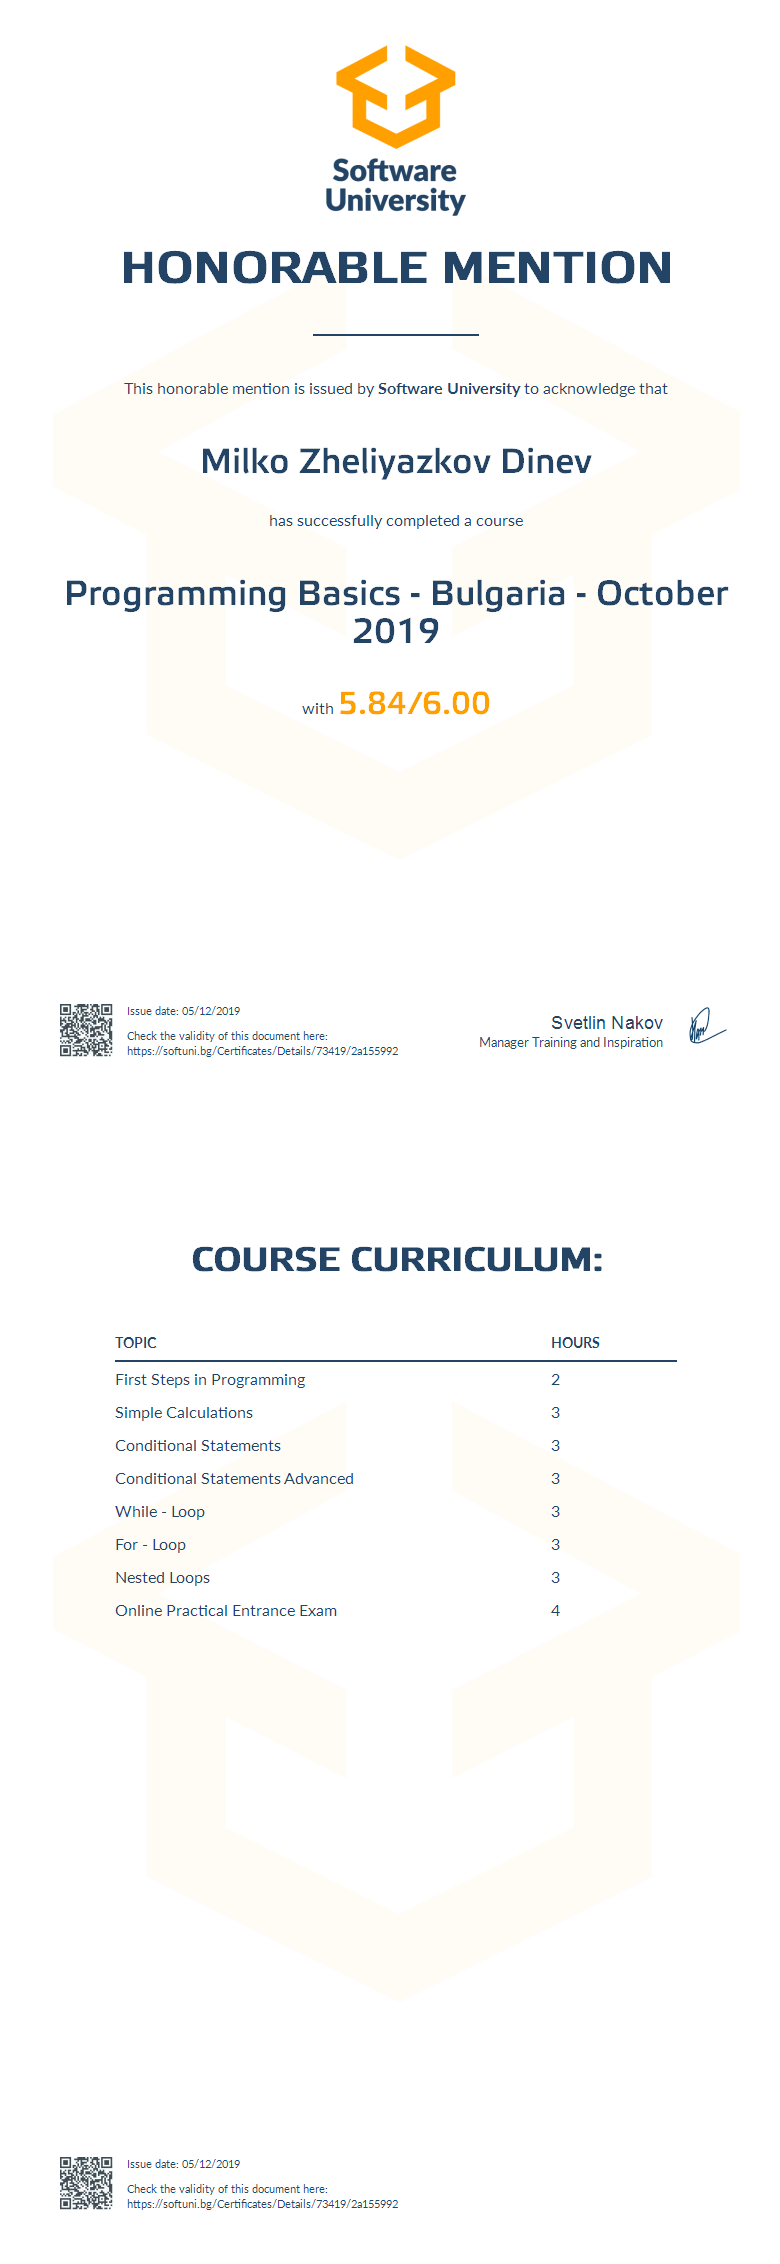 Software
University
HONORABLE MENTION
This honorable mention is issued by Software University to acknowledge that
Milko Zheliyazkov Dinev
has successfully completed a course
Programming Basics - Bulgaria - October
2019
with 5.84/6.00
Issue date: 05/12/2019
Check the validity of this document here:
https://softuni.bg/Certificates/Details/73419/2a155992
Svetlin Nakov
Manager Training and Inspiration
COURSE CURRICULUM:
TOPIC HOURS
First Steps in Programming 2
Simple Calculations 3
Conditional Statements 3
Conditional Statements Advanced 3
While - Loop 3
For - Loop 3
Nested Loops 3
Online Practical Entrance Exam 4
Issue date: 05/12/2019
Check the validity of this document here:
https://softuni.bg/Certificates/Details/73419/2a155992